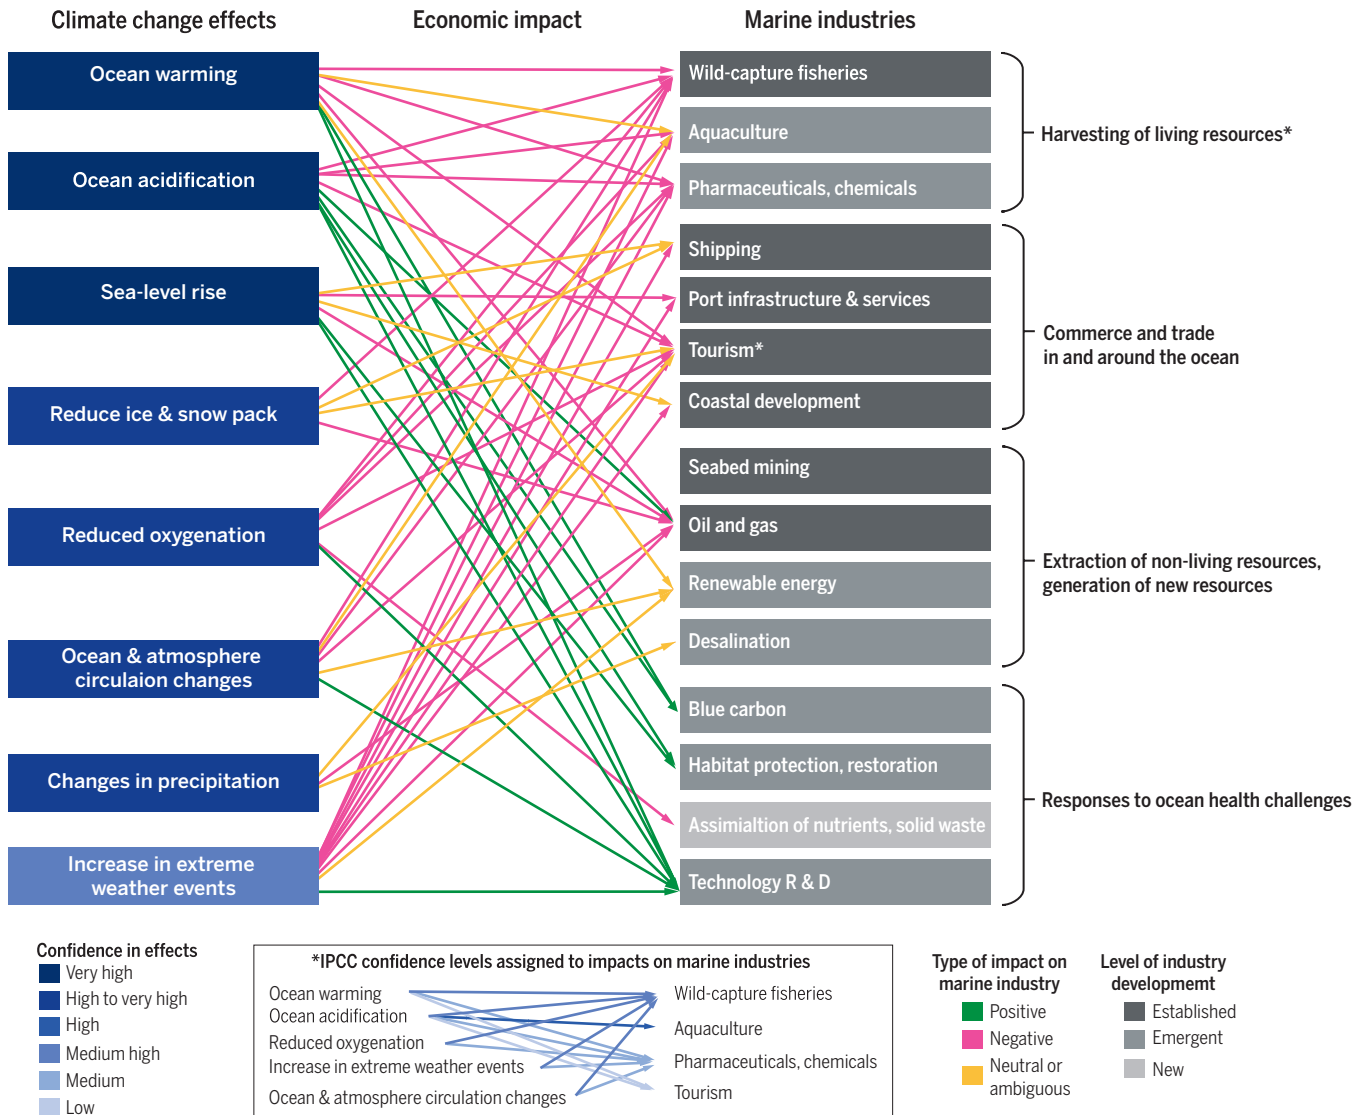 Climate change effects
Economic impact
Marine industries
Ocean warming
Ocean acidification
Sea-level rise
Reduce ice & snow pack
Reduced oxygenation
Ocean & atmosphere
circulaion changes
Changes in precipitation
Increase in extreme
weather events
Wild-capture fisheries
Aquaculture
Pharmaceuticals, chemicals
Shipping
Port infrastructure & services
Tourism*
Coastal development
Seabed mining
Oil and gas
Renewable energy
Desalination
Blue carbon
Habitat protection, restoration
Assimialtion of nutrients, solid waste
Technology R & D
Harvesting of living resources*
Commerce and trade
in and around the ocean
Extraction of non-living resources,
generation of new resources
Responses to ocean health challenges
Confidence in effects
Very high
High to very high
High
Medium high
Medium
Low
*IPCC confidence levels assigned to impacts on marine industries
Ocean warming
Ocean acidification
Reduced oxygenation
Increase in extreme weather events
Ocean & atmosphere circulation changes
Wild-capture fisheries
Aquaculture
Pharmaceuticals, chemicals
Tourism
Type of impact on
marine industry
Positive
Negative
Neutral or
ambiguous
Level of industry
developmemt
Established
Emergent
New